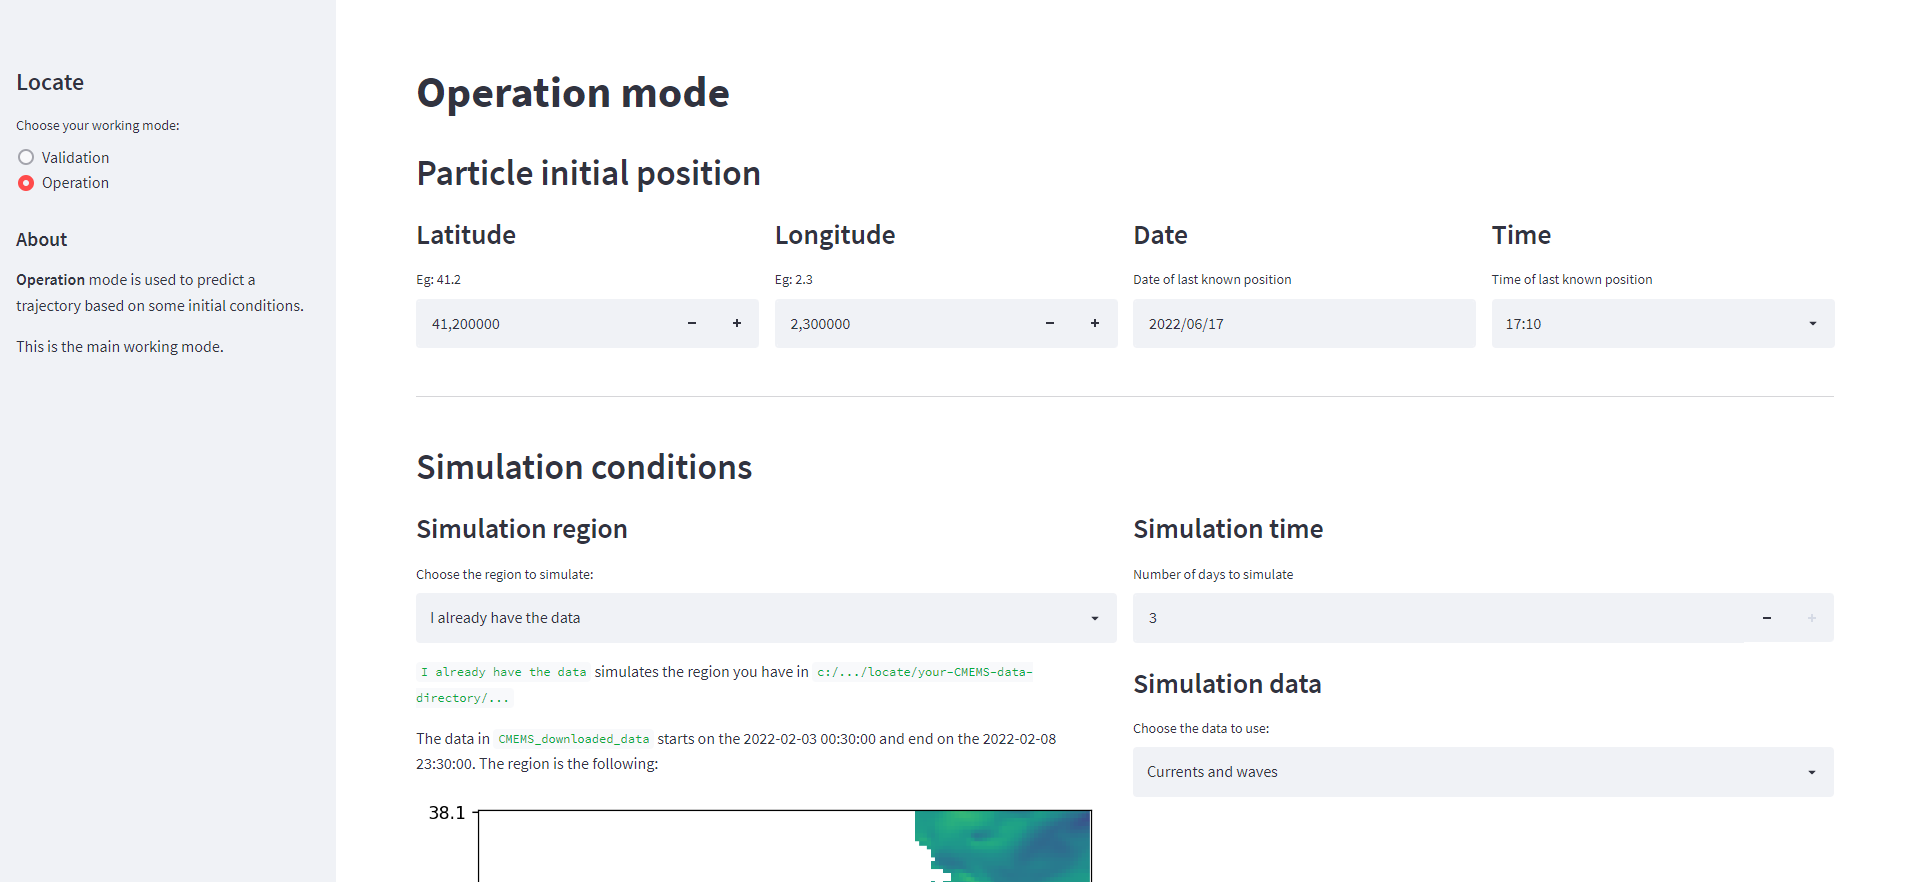 Locate
Choose your working mode:
Validation
Operation
About
Operation mode is used to predict a
trajectory based on some initial conditions.
This is the main working mode.
Operation mode
Particle initial position
Latitude
Eg: 41.2
41,200000
Longitude
Eg: 2.3
2,300000
Date
Date of last known position
2022/06/17
Time
Time of last known position
17:10
Simulation conditions
Simulation region
Choose the region to simulate:
I already have the data
I already have the data simulates the region you have in c:/.../locate/your-CMEMS-data-
directory/...
The data in CMEMS_downloaded_data starts on the 2022-02-03 00:30:00 and end on the 2022-02-08
23:30:00. The region is the following:
38.1
Simulation time
Number of days to simulate
3
Simulation data
Choose the data to use:
Currents and waves